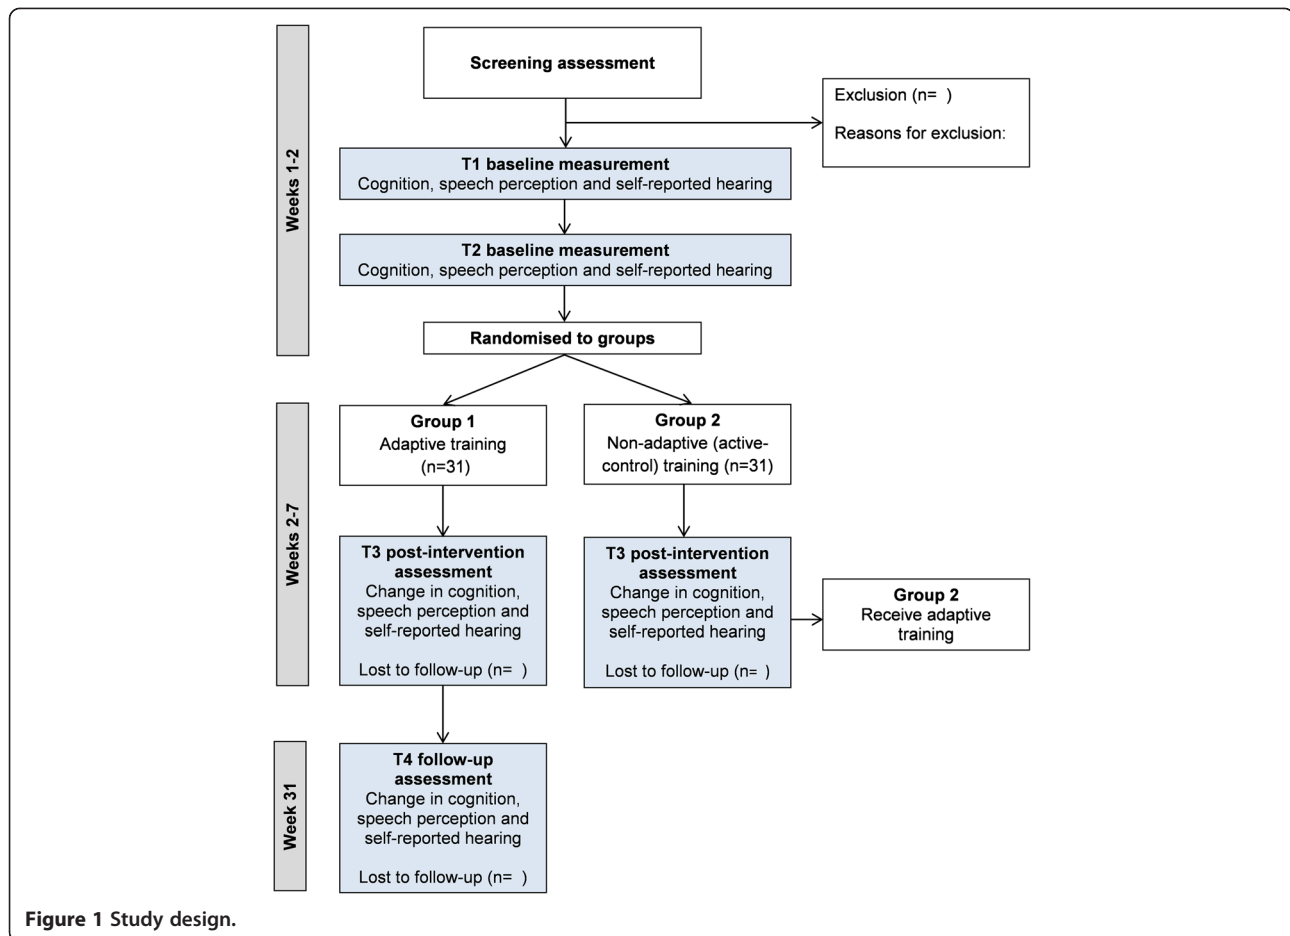 Weeks 1-2
Screening assessment
Exclusion (n=  )
Reasons for exclusion:
T1 baseline measurement
Cognition, speech perception and self-reported hearing
T2 baseline measurement
Cognition, speech perception and self-reported hearing
Randomised to groups
Weeks 2-7
Group 1
Adaptive training
(n=31)
Group 2
Non-adaptive (active-
control) training (n=31)
T3 post-intervention
assessment
Change in cognition,
speech perception and
self-reported hearing
Lost to follow-up (n=  )
T3 post-intervention
assessment
Change in cognition,
speech perception and
self-reported hearing
Lost to follow-up (n=  )
Group 2
Receive adaptive
training
Week 31
T4 follow-up
assessment
Change in cognition,
speech perception and
self-reported hearing
Lost to follow-up (n=  )
Figure 1 Study design.